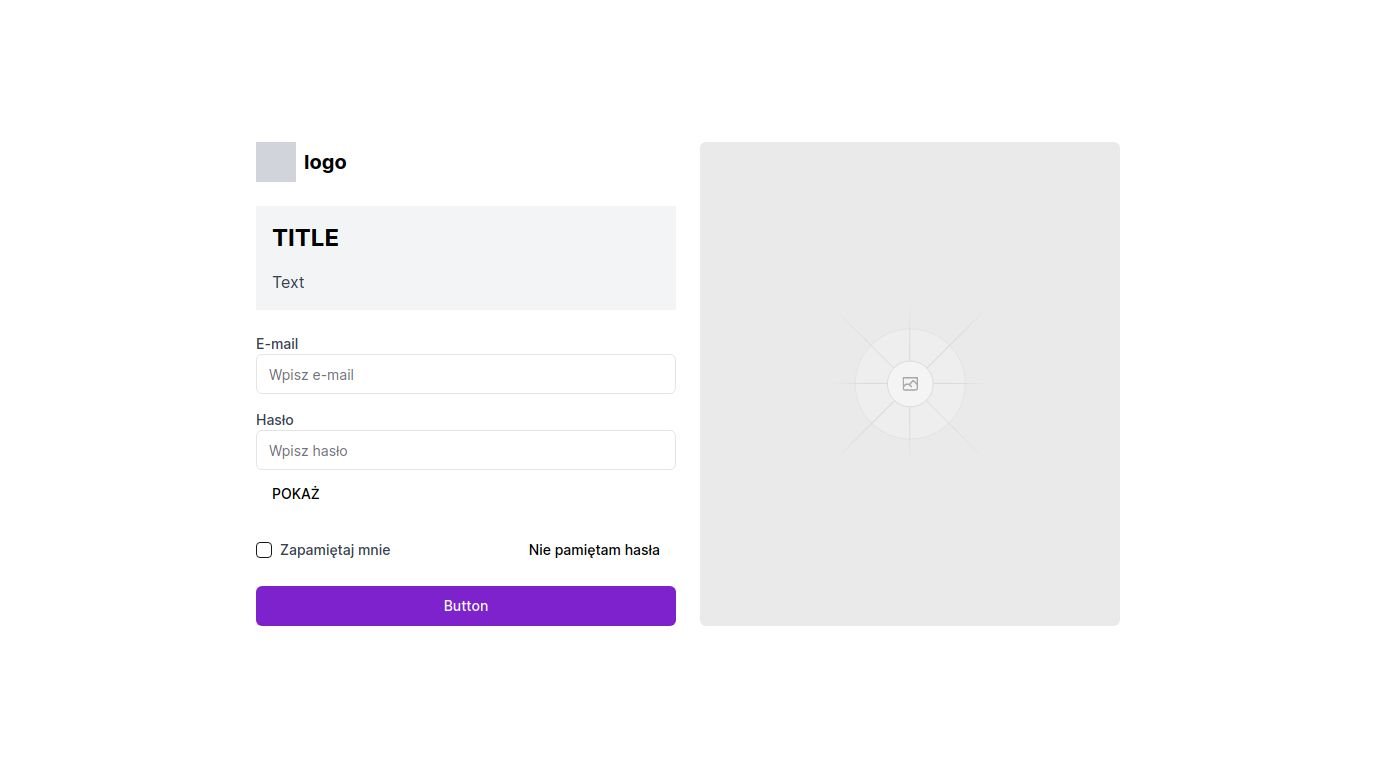 logo
TITLE
Text
E-mail
Wpisz e-mail
Hasło
Wpisz hasło
POKAŻ
Zapamiętaj mnie Nie pamiętam hasła
Button